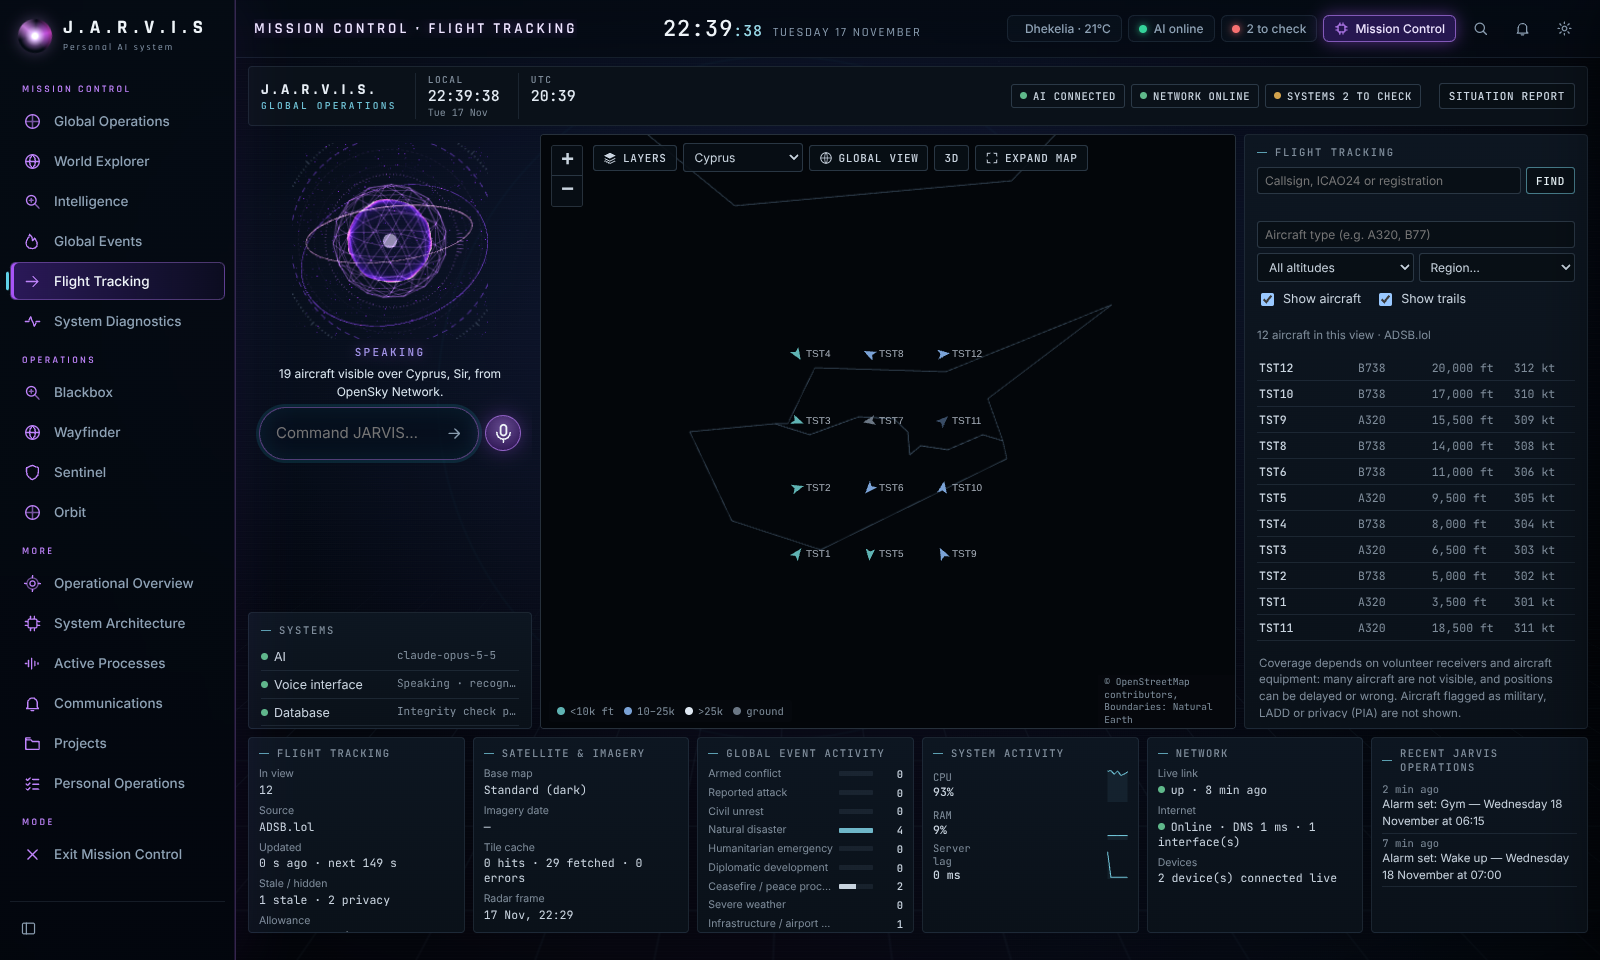 J.A.R.V.I.S
Personal AI system
MISSION CONTROL
Global Operations
World Explorer
Intelligence
Global Events
Flight Tracking
System Diagnostics
OPERATIONS
Blackbox
Wayfinder
Sentinel
Orbit
MORE
Operational Overview
System Architecture
Active Processes
Communications
Projects
Personal Operations
MODE
Exit Mission Control
MISSION CONTROL · FLIGHT TRACKING
22:39:38 TUESDAY 17 NOVEMBER
Dhekelia · 21°C
AI online
2 to check
Mission Control
J.A.R.V.I.S.
GLOBAL OPERATIONS
LOCAL
22:39:38
Tue 17 Nov
UTC
20:39
AI CONNECTED
NETWORK ONLINE
SYSTEMS 2 TO CHECK
SITUATION REPORT
SPEAKING
19 aircraft visible over Cyprus, Sir, from
OpenSky Network.
Command JARVIS...
SYSTEMS
AI claude-opus-5-5
Voice interface Speaking · recogn…
Database Integrity check p…
+
−
LAYERS
Cyprus
GLOBAL VIEW
3D
EXPAND MAP
TST4 TST8 TST12
TST3 TST7 TST11
TST2 TST6 TST10
TST1 TST5 TST9
<10k ft 10–25k >25k ground
© OpenStreetMap
contributors,
Boundaries: Natural
Earth
FLIGHT TRACKING
Callsign, ICAO24 or registration
FIND
Aircraft type (e.g. A320, B77)
All altitudes
Region...
Show aircraft
Show trails
12 aircraft in this view · ADSB.lol
TST12 B738 20,000 ft 312 kt
TST10 B738 17,000 ft 310 kt
TST9 A320 15,500 ft 309 kt
TST8 B738 14,000 ft 308 kt
TST6 B738 11,000 ft 306 kt
TST5 A320 9,500 ft 305 kt
TST4 B738 8,000 ft 304 kt
TST3 A320 6,500 ft 303 kt
TST2 B738 5,000 ft 302 kt
TST1 A320 3,500 ft 301 kt
TST11 A320 18,500 ft 311 kt
Coverage depends on volunteer receivers and aircraft
equipment: many aircraft are not visible, and positions
can be delayed or wrong. Aircraft flagged as military,
LADD or privacy (PIA) are not shown.
FLIGHT TRACKING
In view
12
Source
ADSB.lol
Updated
0 s ago · next 149 s
Stale / hidden
1 stale · 2 privacy
Allowance
SATELLITE & IMAGERY
Base map
Standard (dark)
Imagery date
—
Tile cache
0 hits · 29 fetched · 0
errors
Radar frame
17 Nov, 22:29
GLOBAL EVENT ACTIVITY
Armed conflict 0
Reported attack 0
Civil unrest 0
Natural disaster 4
Humanitarian emergency 0
Diplomatic development 0
Ceasefire / peace proc… 2
Severe weather 0
Infrastructure / airport … 1
SYSTEM ACTIVITY
CPU
93%
RAM
9%
Server
lag
0 ms
NETWORK
Live link
up · 8 min ago
Internet
Online · DNS 1 ms · 1
interface(s)
Devices
2 device(s) connected live
RECENT JARVIS
OPERATIONS
2 min ago
Alarm set: Gym — Wednesday 18
November at 06:15
7 min ago
Alarm set: Wake up — Wednesday
18 November at 07:00